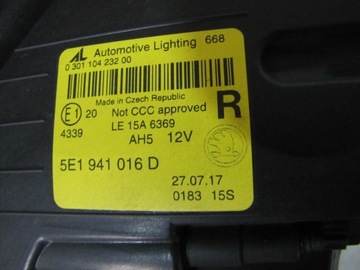 AL Automotive Lighting 668
0 301 104 232 00
Made in Czech Republic
E1 20 Not CCC approved R
LE 15A 6369
4339 AH5 12V
5E1 941 016 D
27.07.17
0183 15S